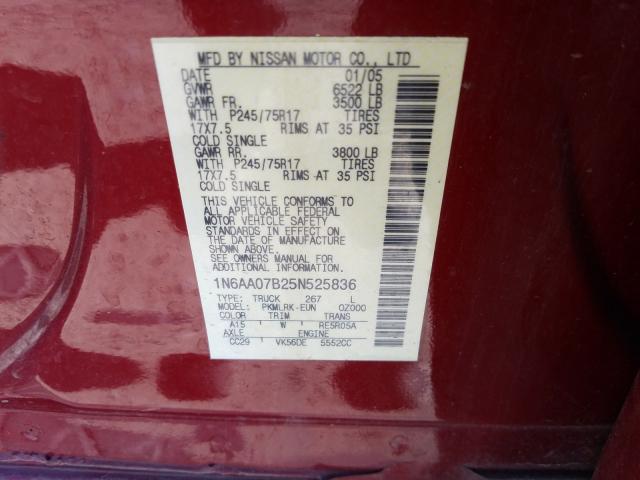 MFD BY NISSAN MOTOR CO., LTD
DATE 01/05
GVWR 6522 LB
GAWR FR. 3500 LB
WITH P245/75R17 TIRES
17X7.5 RIMS AT 35 PSI
COLD SINGLE
GAWR RR. 3800 LB
WITH P245/75R17 TIRES
17X7.5 RIMS AT 35 PSI
COLD SINGLE
THIS VEHICLE CONFORMS TO
ALL APPLICABLE FEDERAL
MOTOR VEHICLE SAFETY
STANDARDS IN EFFECT ON
THE DATE OF MANUFACTURE
SHOWN ABOVE.
SEE OWNERS MANUAL FOR
ADDITIONAL INFORMATION.
1N6AA07B25N525836
TYPE: TRUCK 267 L
MODEL: PKMLRK-EUN 0Z000
COLOR TRIM TRANS
A15 W RE5R05A
AXLE ENGINE
CC29 VK56DE 5552CC